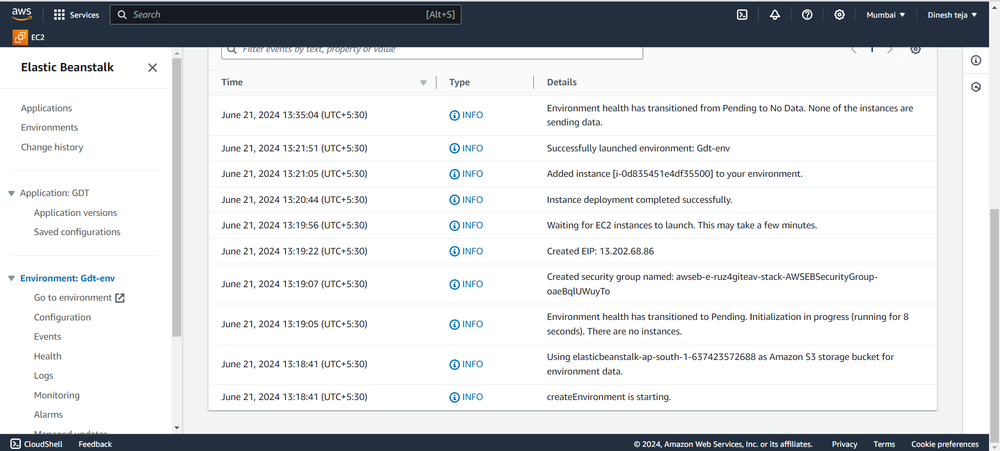 aws
Services
Search
[Alt+S]
Mumbai ▼
Dinesh teja ▼
EC2
Elastic Beanstalk
Applications
Environments
Change history
Application: GDT
Application versions
Saved configurations
Environment: Gdt-env
Go to environment
Configuration
Events
Health
Logs
Monitoring
Alarms
Managed updates
Filter events by text, property or value
1
Time
Type
Details
June 21, 2024 13:35:04 (UTC+5:30)
INFO
Environment health has transitioned from Pending to No Data. None of the instances are
sending data.
June 21, 2024 13:21:51 (UTC+5:30)
INFO
Successfully launched environment: Gdt-env
June 21, 2024 13:21:05 (UTC+5:30)
INFO
Added instance [i-0d835451e4df35500] to your environment.
June 21, 2024 13:20:44 (UTC+5:30)
INFO
Instance deployment completed successfully.
June 21, 2024 13:19:56 (UTC+5:30)
INFO
Waiting for EC2 instances to launch. This may take a few minutes.
June 21, 2024 13:19:22 (UTC+5:30)
INFO
Created EIP: 13.202.68.86
June 21, 2024 13:19:07 (UTC+5:30)
INFO
Created security group named: awseb-e-ruz4giteav-stack-AWSEBSecurityGroup-
oaeBqlUWuyTo
June 21, 2024 13:19:05 (UTC+5:30)
INFO
Environment health has transitioned to Pending. Initialization in progress (running for 8
seconds). There are no instances.
June 21, 2024 13:18:41 (UTC+5:30)
INFO
Using elasticbeanstalk-ap-south-1-637423572688 as Amazon S3 storage bucket for
environment data.
June 21, 2024 13:18:41 (UTC+5:30)
INFO
createEnvironment is starting.
CloudShell
Feedback
© 2024, Amazon Web Services, Inc. or its affiliates.
Privacy
Terms
Cookie preferences